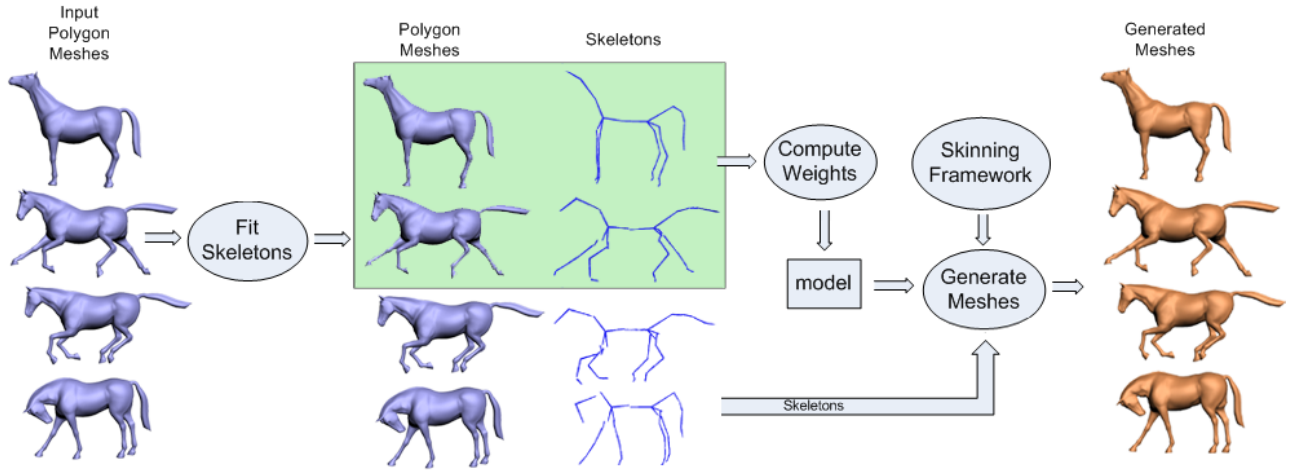 Input
Polygon
Meshes
Polygon
Meshes
Skeletons
Generated
Meshes
Fit
Skeletons
Compute
Weights
Skinning
Framework
model
Generate
Meshes
Skeletons